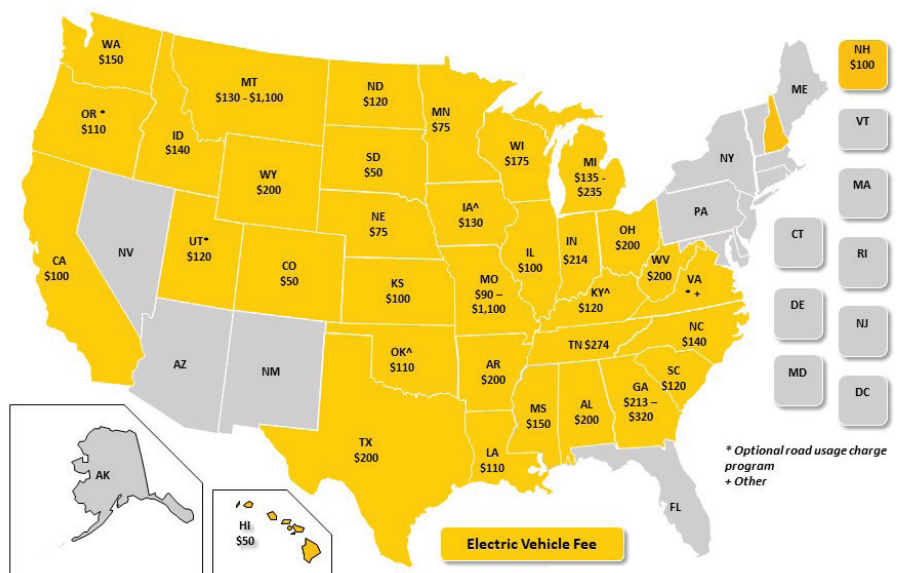 WA
$150
OR *
$110
ID
$140
MT
$130 - $1,100
ND
$120
MN
$75
SD
$50
WY
$200
WI
$175
MI
$135 -
$235
NY
ME
NH
$100
VT
MA
RI
NJ
DC
CT
DE
MD
PA
CA
$100
NV
UT*
$120
CO
$50
NE
$75
IA^
$130
KS
$100
MO
$90 –
$1,100
IL
$100
IN
$214
OH
$200
WV
$200
VA
* +
KY^
$120
NC
$140
TN $274
SC
$120
AZ
NM
OK^
$110
AR
$200
MS
$150
AL
$200
GA
$213 –
$320
TX
$200
LA
$110
FL
AK
HI
$50
* Optional road usage charge
program
+ Other
Electric Vehicle Fee